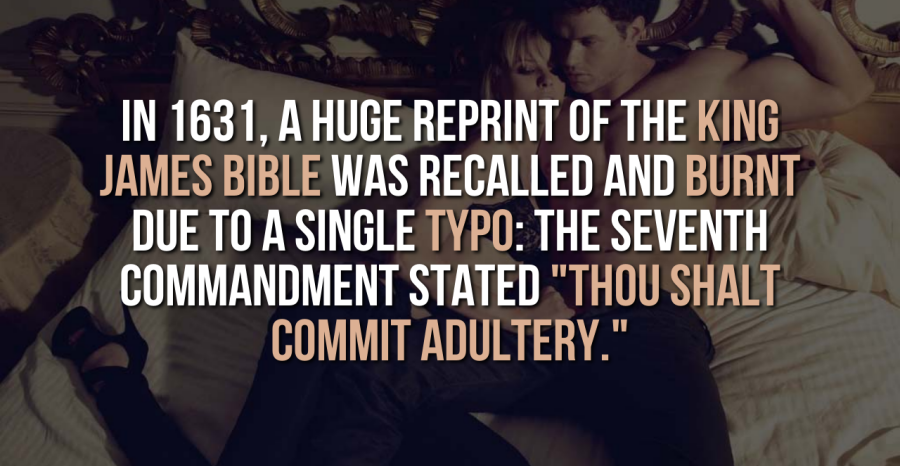 IN 1631, A HUGE REPRINT OF THE KING
JAMES BIBLE WAS RECALLED AND BURNT
DUE TO A SINGLE TYPO: THE SEVENTH
COMMANDMENT STATED "THOU SHALT
COMMIT ADULTERY."